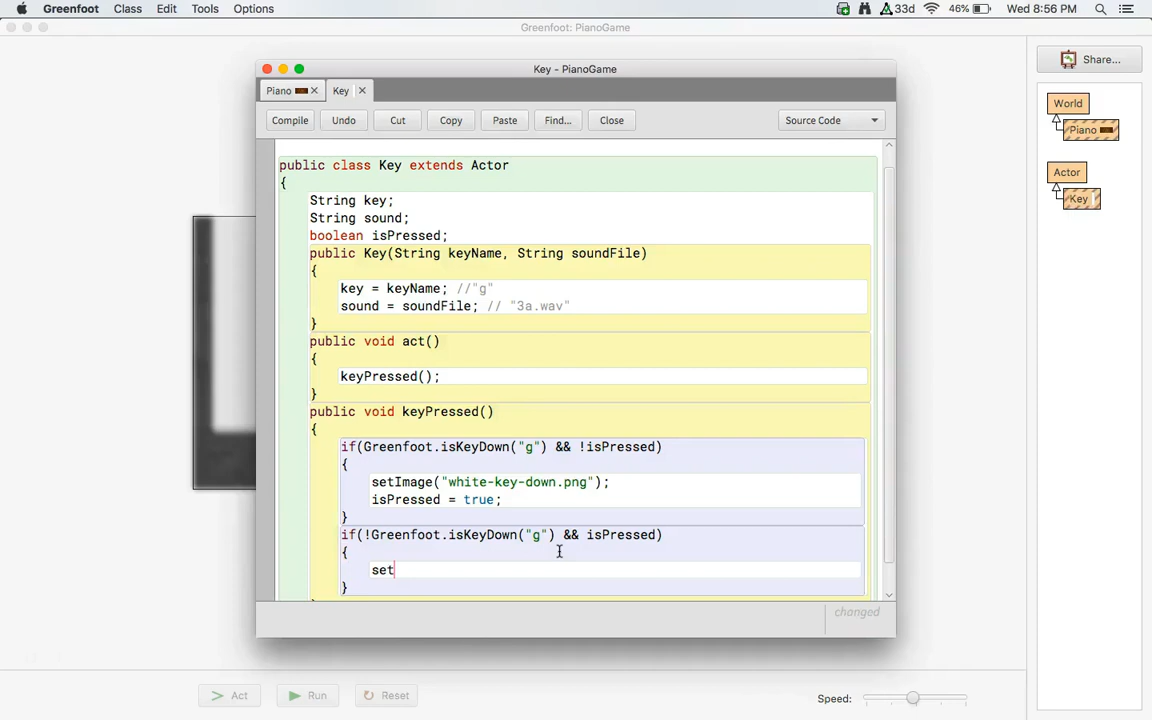 Greenfoot Class Edit Tools Options 33d 46% Wed 8:56 PM
Greenfoot: PianoGame
Key - PianoGame
Share...
Piano Key
World
Compile Undo Cut Copy Paste Find... Close Source Code
Piano
Actor
Key
public class Key extends Actor
{
String key;
String sound;
boolean isPressed;
public Key(String keyName, String soundFile)
{
key = keyName; //"g"
sound = soundFile; // "3a.wav"
}
public void act()
{
keyPressed();
}
public void keyPressed()
{
if(Greenfoot.isKeyDown("g") && !isPressed)
{
setImage("white-key-down.png");
isPressed = true;
}
if(!Greenfoot.isKeyDown("g") && isPressed)
{
set
}
changed
Act Run Reset Speed: